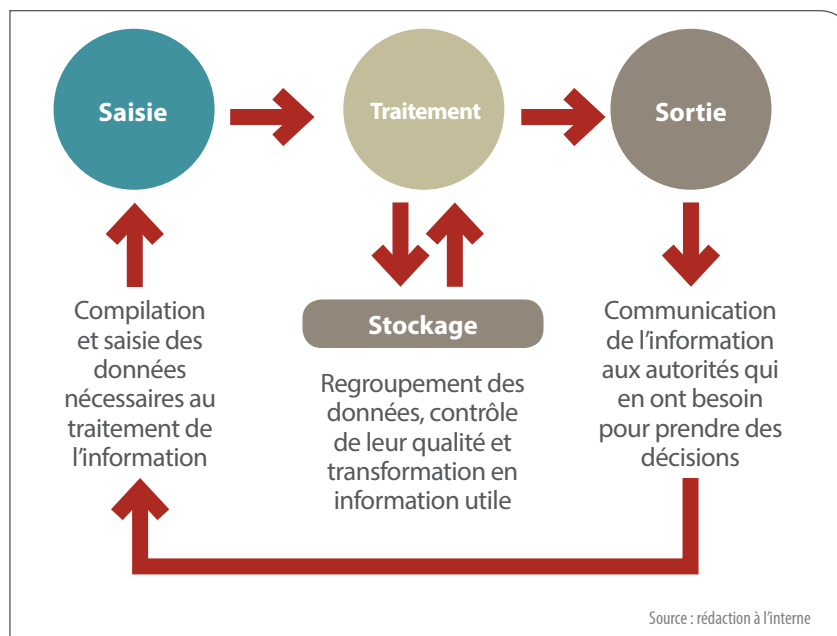 Saisie
Traitement
Sortie
Compilation
et saisie des
données
nécessaires au
traitement de
l'information
Stockage
Regroupement des
données, contrôle
de leur qualité et
transformation en
information utile
Communication
de l'information
aux autorités qui
en ont besoin
pour prendre des
décisions
Source : rédaction à l'interne